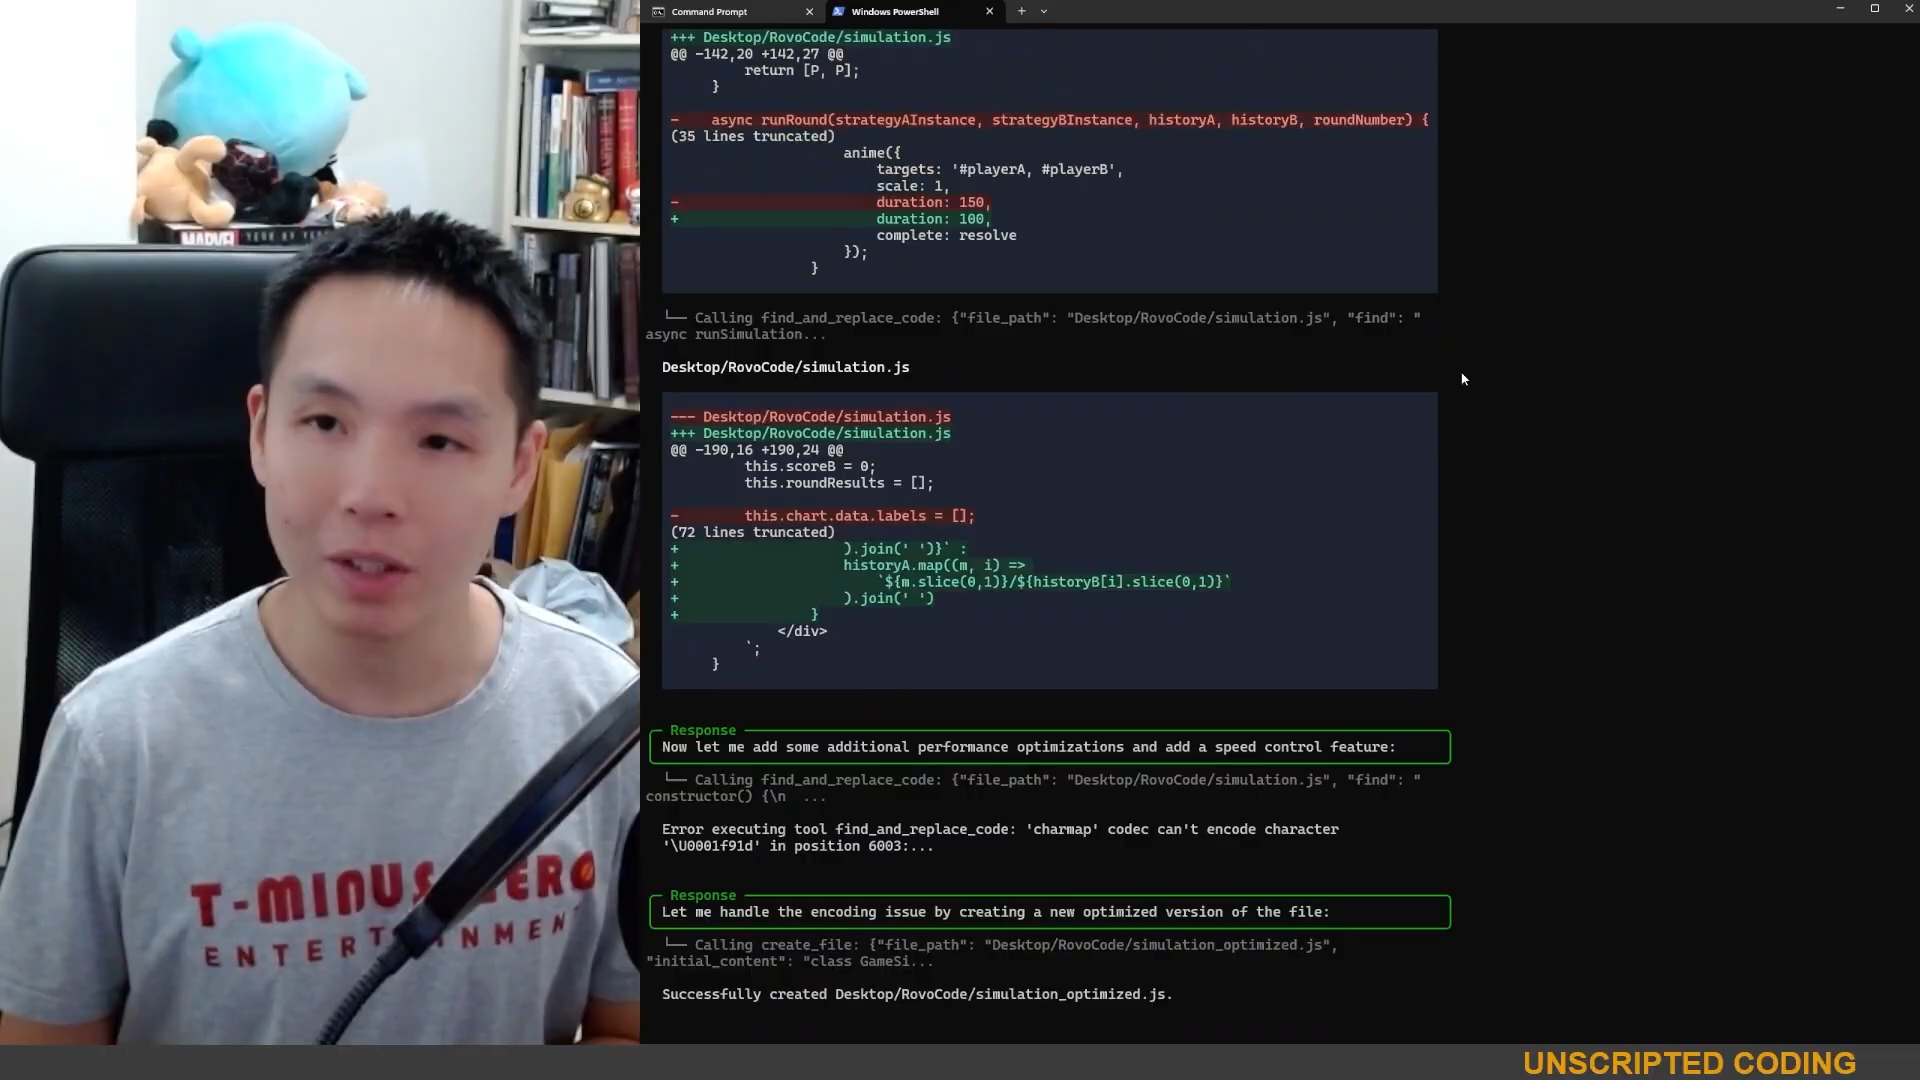 Command Prompt
Windows PowerShell
+++ Desktop/RovoCode/simulation.js
@@ -142,20 +142,27 @@
return [P, P];
}
-    async runRound(strategyAInstance, strategyBInstance, historyA, historyB, roundNumber) {
(35 lines truncated)
anime({
targets: '#playerA, #playerB',
scale: 1,
- duration: 150,
+ duration: 100,
complete: resolve
});
}
└── Calling find_and_replace_code: {"file_path": "Desktop/RovoCode/simulation.js", "find": "
async runSimulation...
Desktop/RovoCode/simulation.js
--- Desktop/RovoCode/simulation.js
+++ Desktop/RovoCode/simulation.js
@@ -190,16 +190,24 @@
this.scoreB = 0;
this.roundResults = [];
- this.chart.data.labels = [];
(72 lines truncated)
+ ).join(' ')}` :
+ historyA.map((m, i) =>
+ `${m.slice(0,1)}/${historyB[i].slice(0,1)}`
+ ).join(' ')
+ }
</div>
`;
}
Response
Now let me add some additional performance optimizations and add a speed control feature:
└── Calling find_and_replace_code: {"file_path": "Desktop/RovoCode/simulation.js", "find": "
constructor() {\n  ...
Error executing tool find_and_replace_code: 'charmap' codec can't encode character
'\U0001f91d' in position 6003:...
Response
Let me handle the encoding issue by creating a new optimized version of the file:
└── Calling create_file: {"file_path": "Desktop/RovoCode/simulation_optimized.js",
"initial_content": "class GameSi...
Successfully created Desktop/RovoCode/simulation_optimized.js.
MARVEL YEAR BY YEAR
T-MINUS ZERO
ENTERTAINMENT
UNSCRIPTED CODING